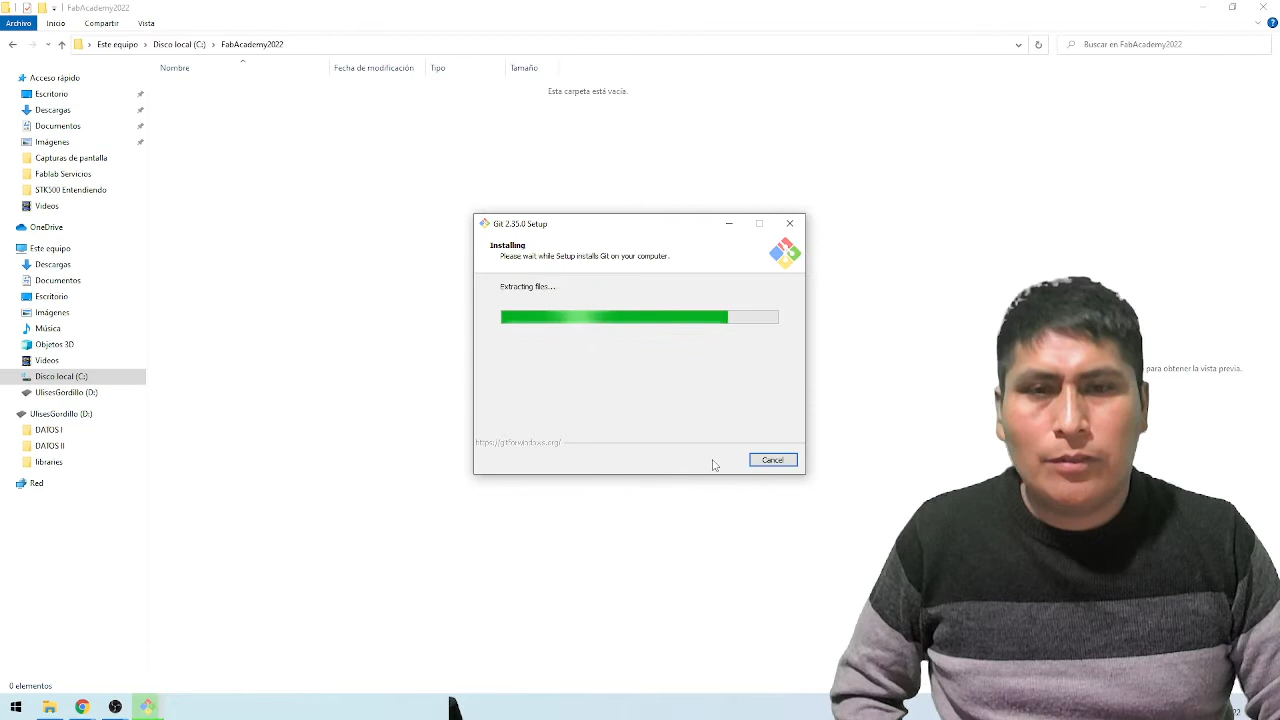 FabAcademy2022
Archivo Inicio Compartir Vista
Este equipo Disco local (C:) FabAcademy2022
Buscar en FabAcademy2022
Nombre Fecha de modificación Tipo Tamaño
Esta carpeta está vacía.
Acceso rápido
Escritorio
Descargas
Documentos
Imágenes
Capturas de pantalla
Fablab Servicios
STK500 Entendiendo
Videos
OneDrive
Este equipo
Descargas
Documentos
Escritorio
Imágenes
Música
Objetos 3D
Videos
Disco local (C:)
UlisesGordillo (D:)
UlisesGordillo (D:)
DATOS I
DATOS II
libraries
Red
Git 2.35.0 Setup
Installing
Please wait while Setup installs Git on your computer.
Extracting files...
https://gitforwindows.org/
Cancel
para obtener la vista previa.
0 elementos